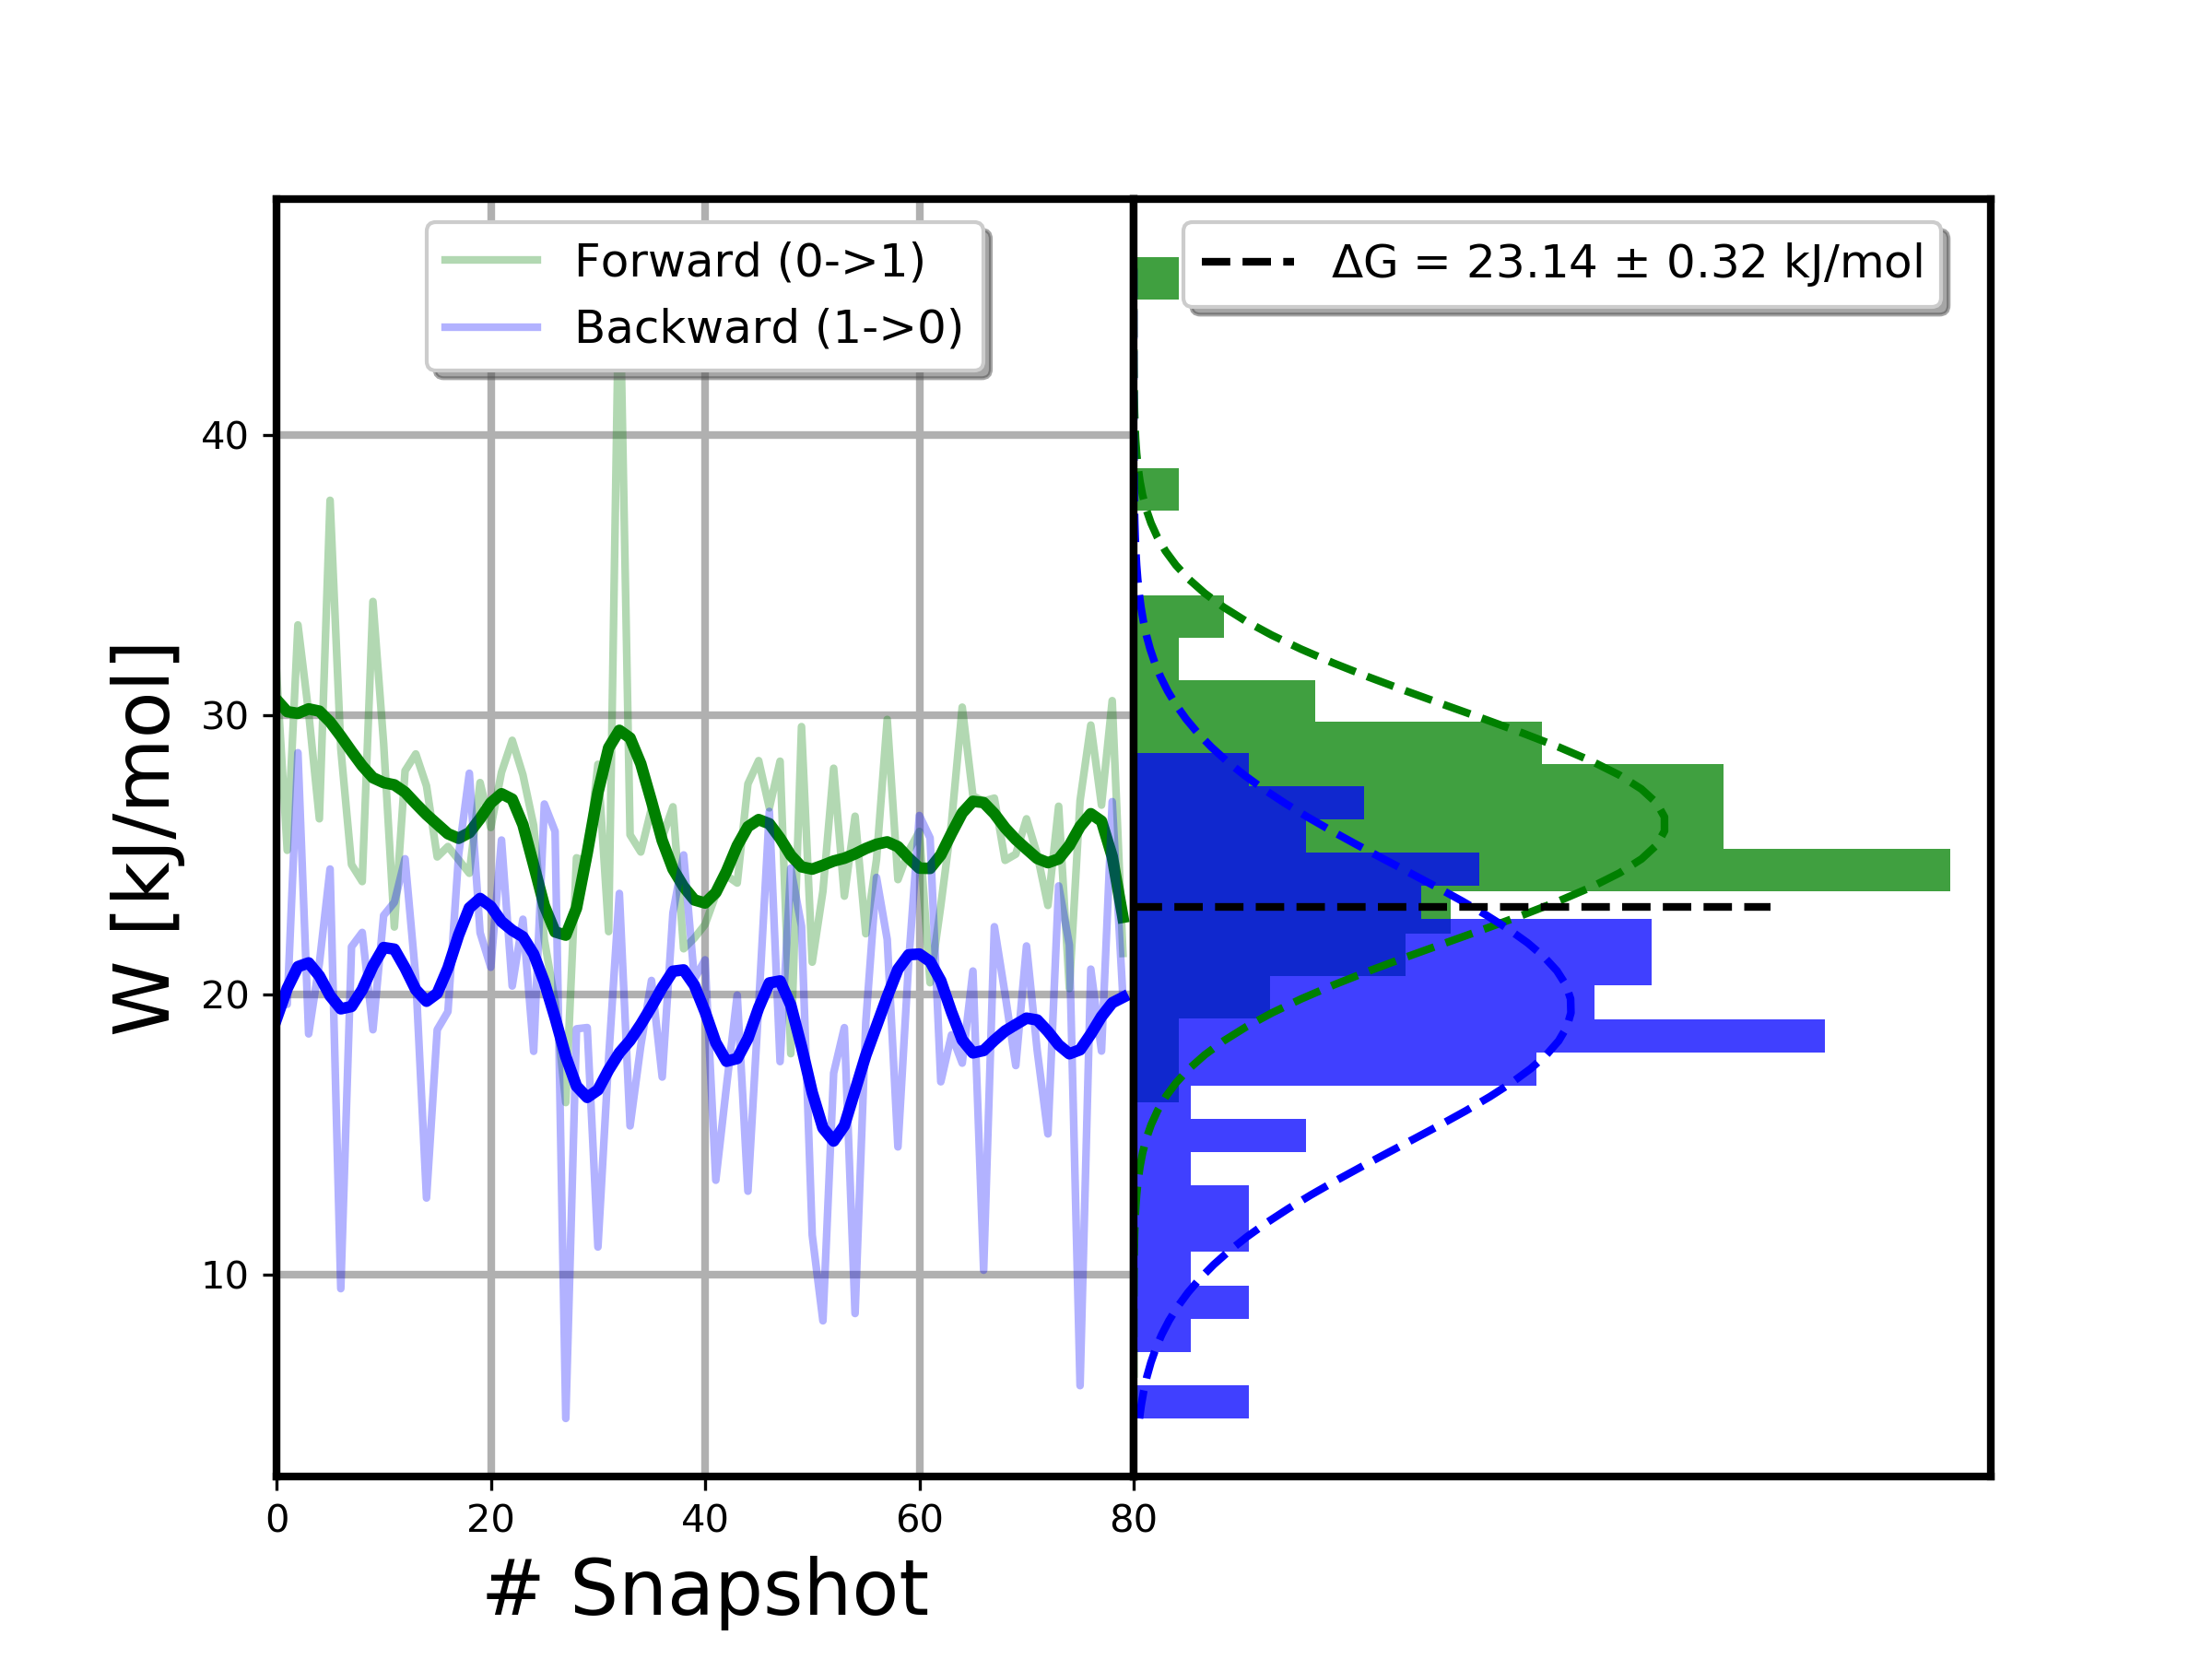 Forward (0->1)
Backward (1->0)
ΔG = 23.14 ± 0.32 kJ/mol
W [kJ/mol]
40
30
20
10
0 20 40 60 80
# Snapshot